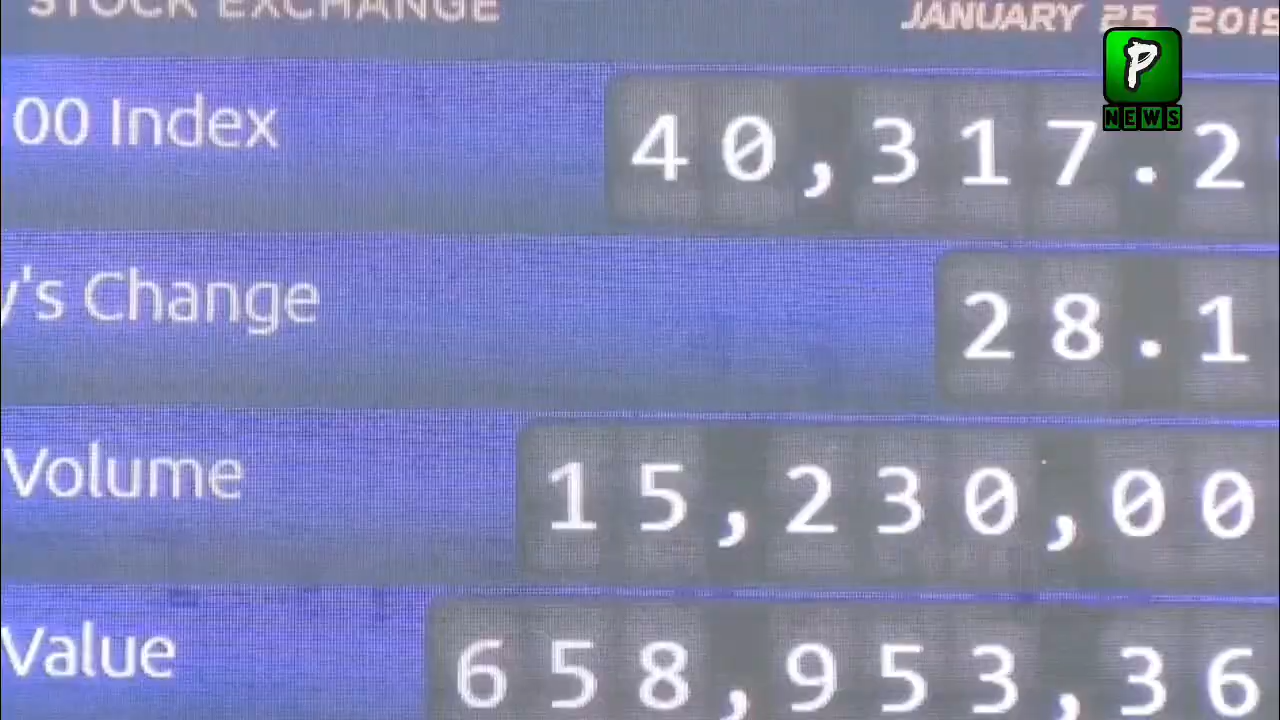 STOCK EXCHANGE
JANUARY 25, 2019
P
NEWS
00 Index 40,317.2
y's Change 28.1
Volume 15,230,00
Value 658,953,36